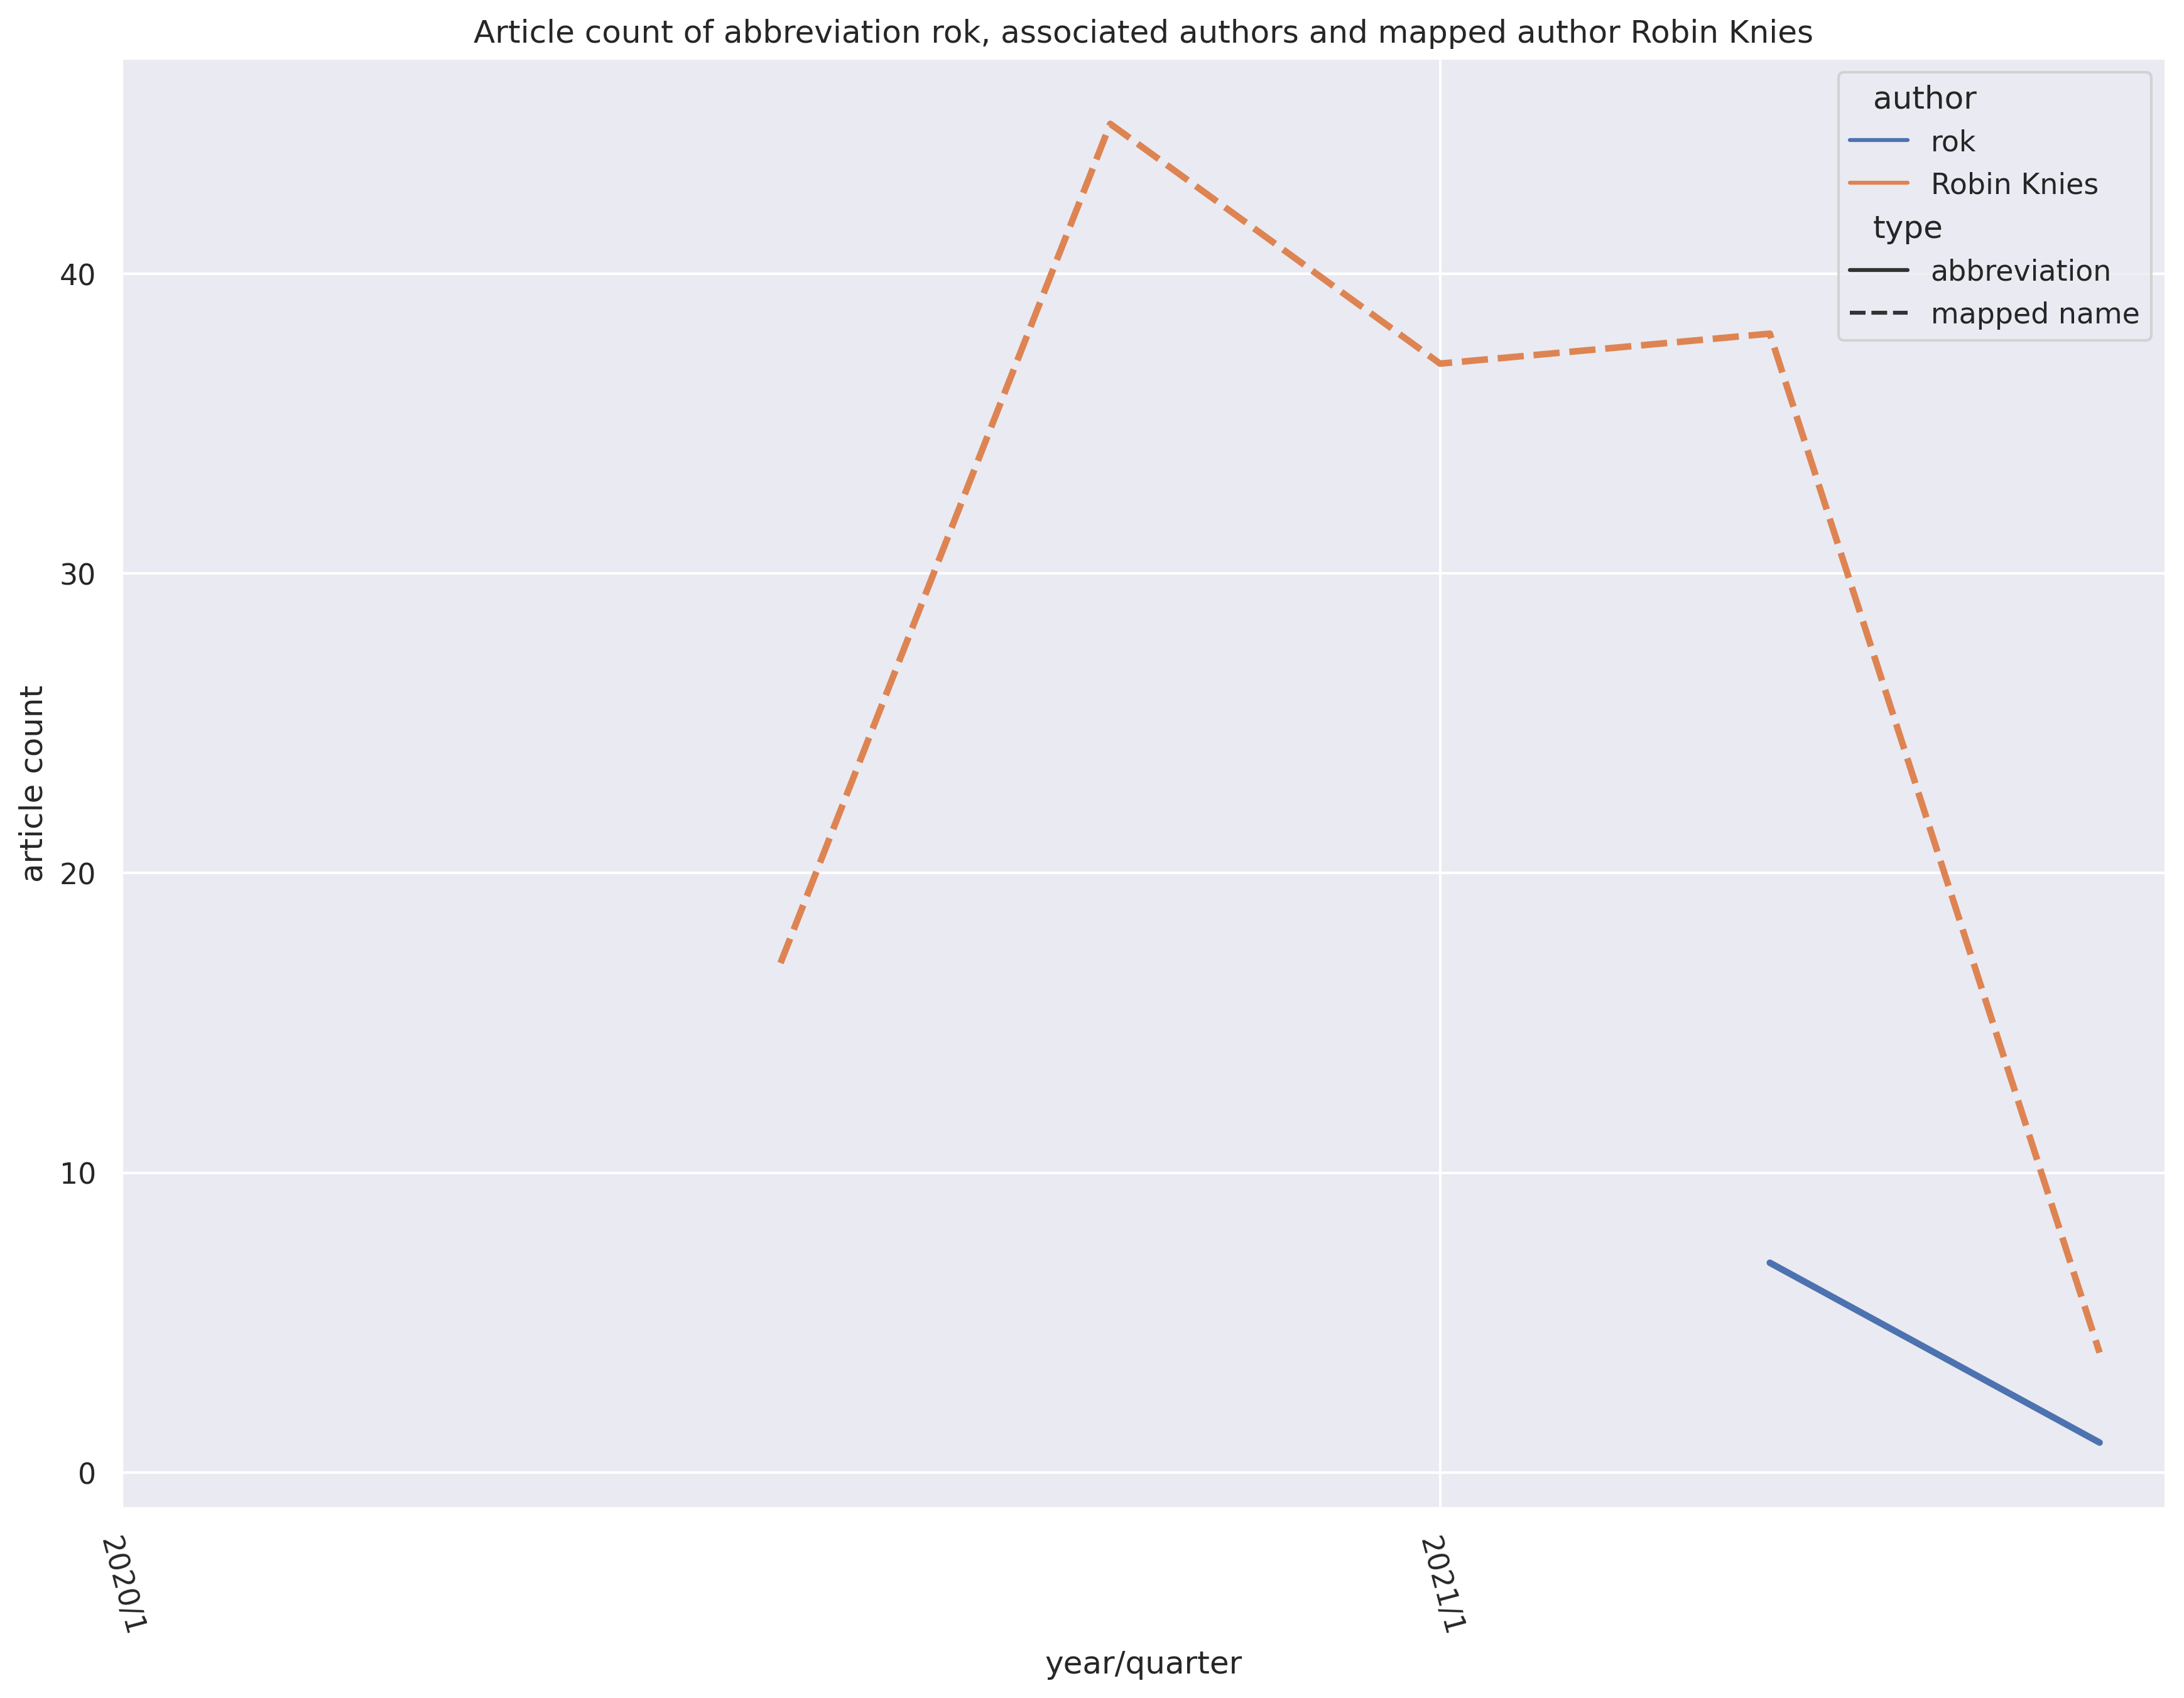 Article count of abbreviation rok, associated authors and mapped author Robin Knies
author
rok
Robin Knies
type
abbreviation
mapped name
article count
40
30
20
10
0
2020/1
2021/1
year/quarter